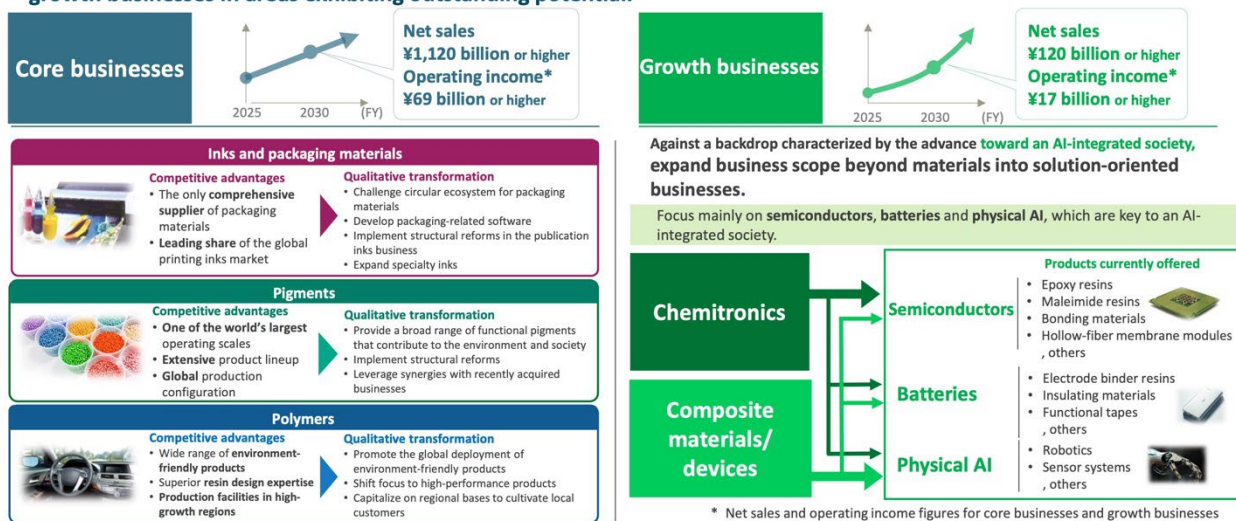 growth businesses in areas exhibiting outstanding potential.
Core businesses
2025
2030
(FY)
Net sales
¥1,120 billion or higher
Operating income*
¥69 billion or higher
Inks and packaging materials
Competitive advantages
• The only comprehensive
supplier of packaging
materials
• Leading share of the global
printing inks market
Qualitative transformation
• Challenge circular ecosystem for packaging
materials
• Develop packaging-related software
• Implement structural reforms in the publication
inks business
• Expand specialty inks
Pigments
Competitive advantages
• One of the world's largest
operating scales
• Extensive product lineup
• Global production
configuration
Qualitative transformation
• Provide a broad range of functional pigments
that contribute to the environment and society
• Implement structural reforms
• Leverage synergies with recently acquired
businesses
Polymers
Competitive advantages
• Wide range of environment-
friendly products
• Superior resin design expertise
• Production facilities in high-
growth regions
Qualitative transformation
• Promote the global deployment of
environment-friendly products
• Shift focus to high-performance products
• Capitalize on regional bases to cultivate local
customers
Growth businesses
2025
2030
(FY)
Net sales
¥120 billion or higher
Operating income*
¥17 billion or higher
Against a backdrop characterized by the advance toward an AI-integrated society,
expand business scope beyond materials into solution-oriented
businesses.
Focus mainly on semiconductors, batteries and physical AI, which are key to an AI-
integrated society.
Chemitronics
Composite
materials/
devices
Products currently offered
Semiconductors
• Epoxy resins
• Maleimide resins
• Bonding materials
• Hollow-fiber membrane modules
, others
Batteries
• Electrode binder resins
• Insulating materials
• Functional tapes
, others
Physical AI
• Robotics
• Sensor systems
, others
* Net sales and operating income figures for core businesses and growth businesses